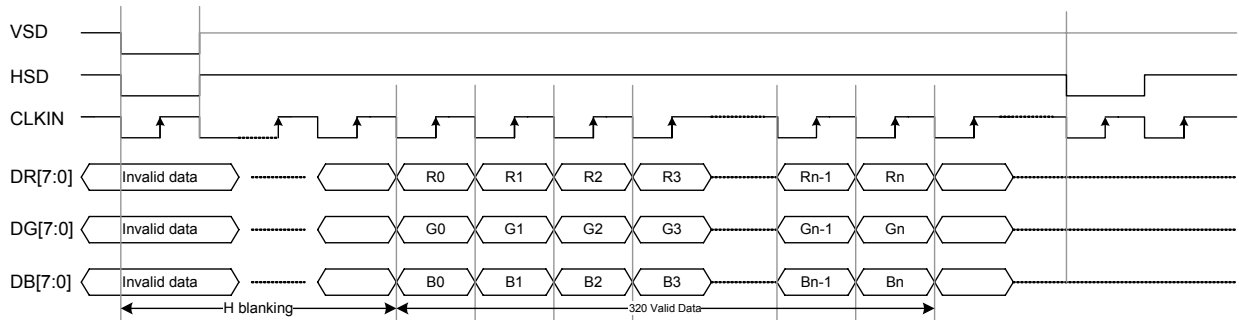 VSD
HSD
CLKIN
DR[7:0] Invalid data R0 R1 R2 R3 Rn-1 Rn
DG[7:0] Invalid data G0 G1 G2 G3 Gn-1 Gn
DB[7:0] Invalid data B0 B1 B2 B3 Bn-1 Bn
H blanking 320 Valid Data